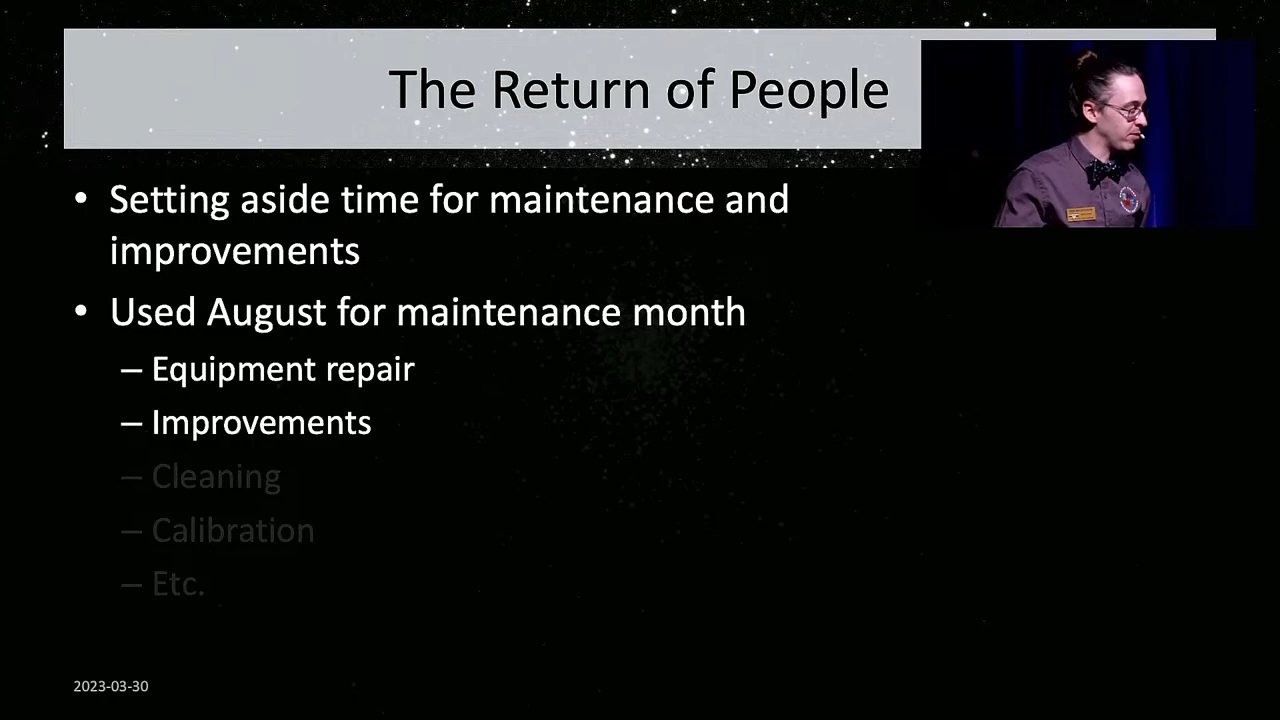 The Return of People
• Setting aside time for maintenance and
improvements
• Used August for maintenance month
– Equipment repair
– Improvements
– Cleaning
– Calibration
– Etc.
2023-03-30